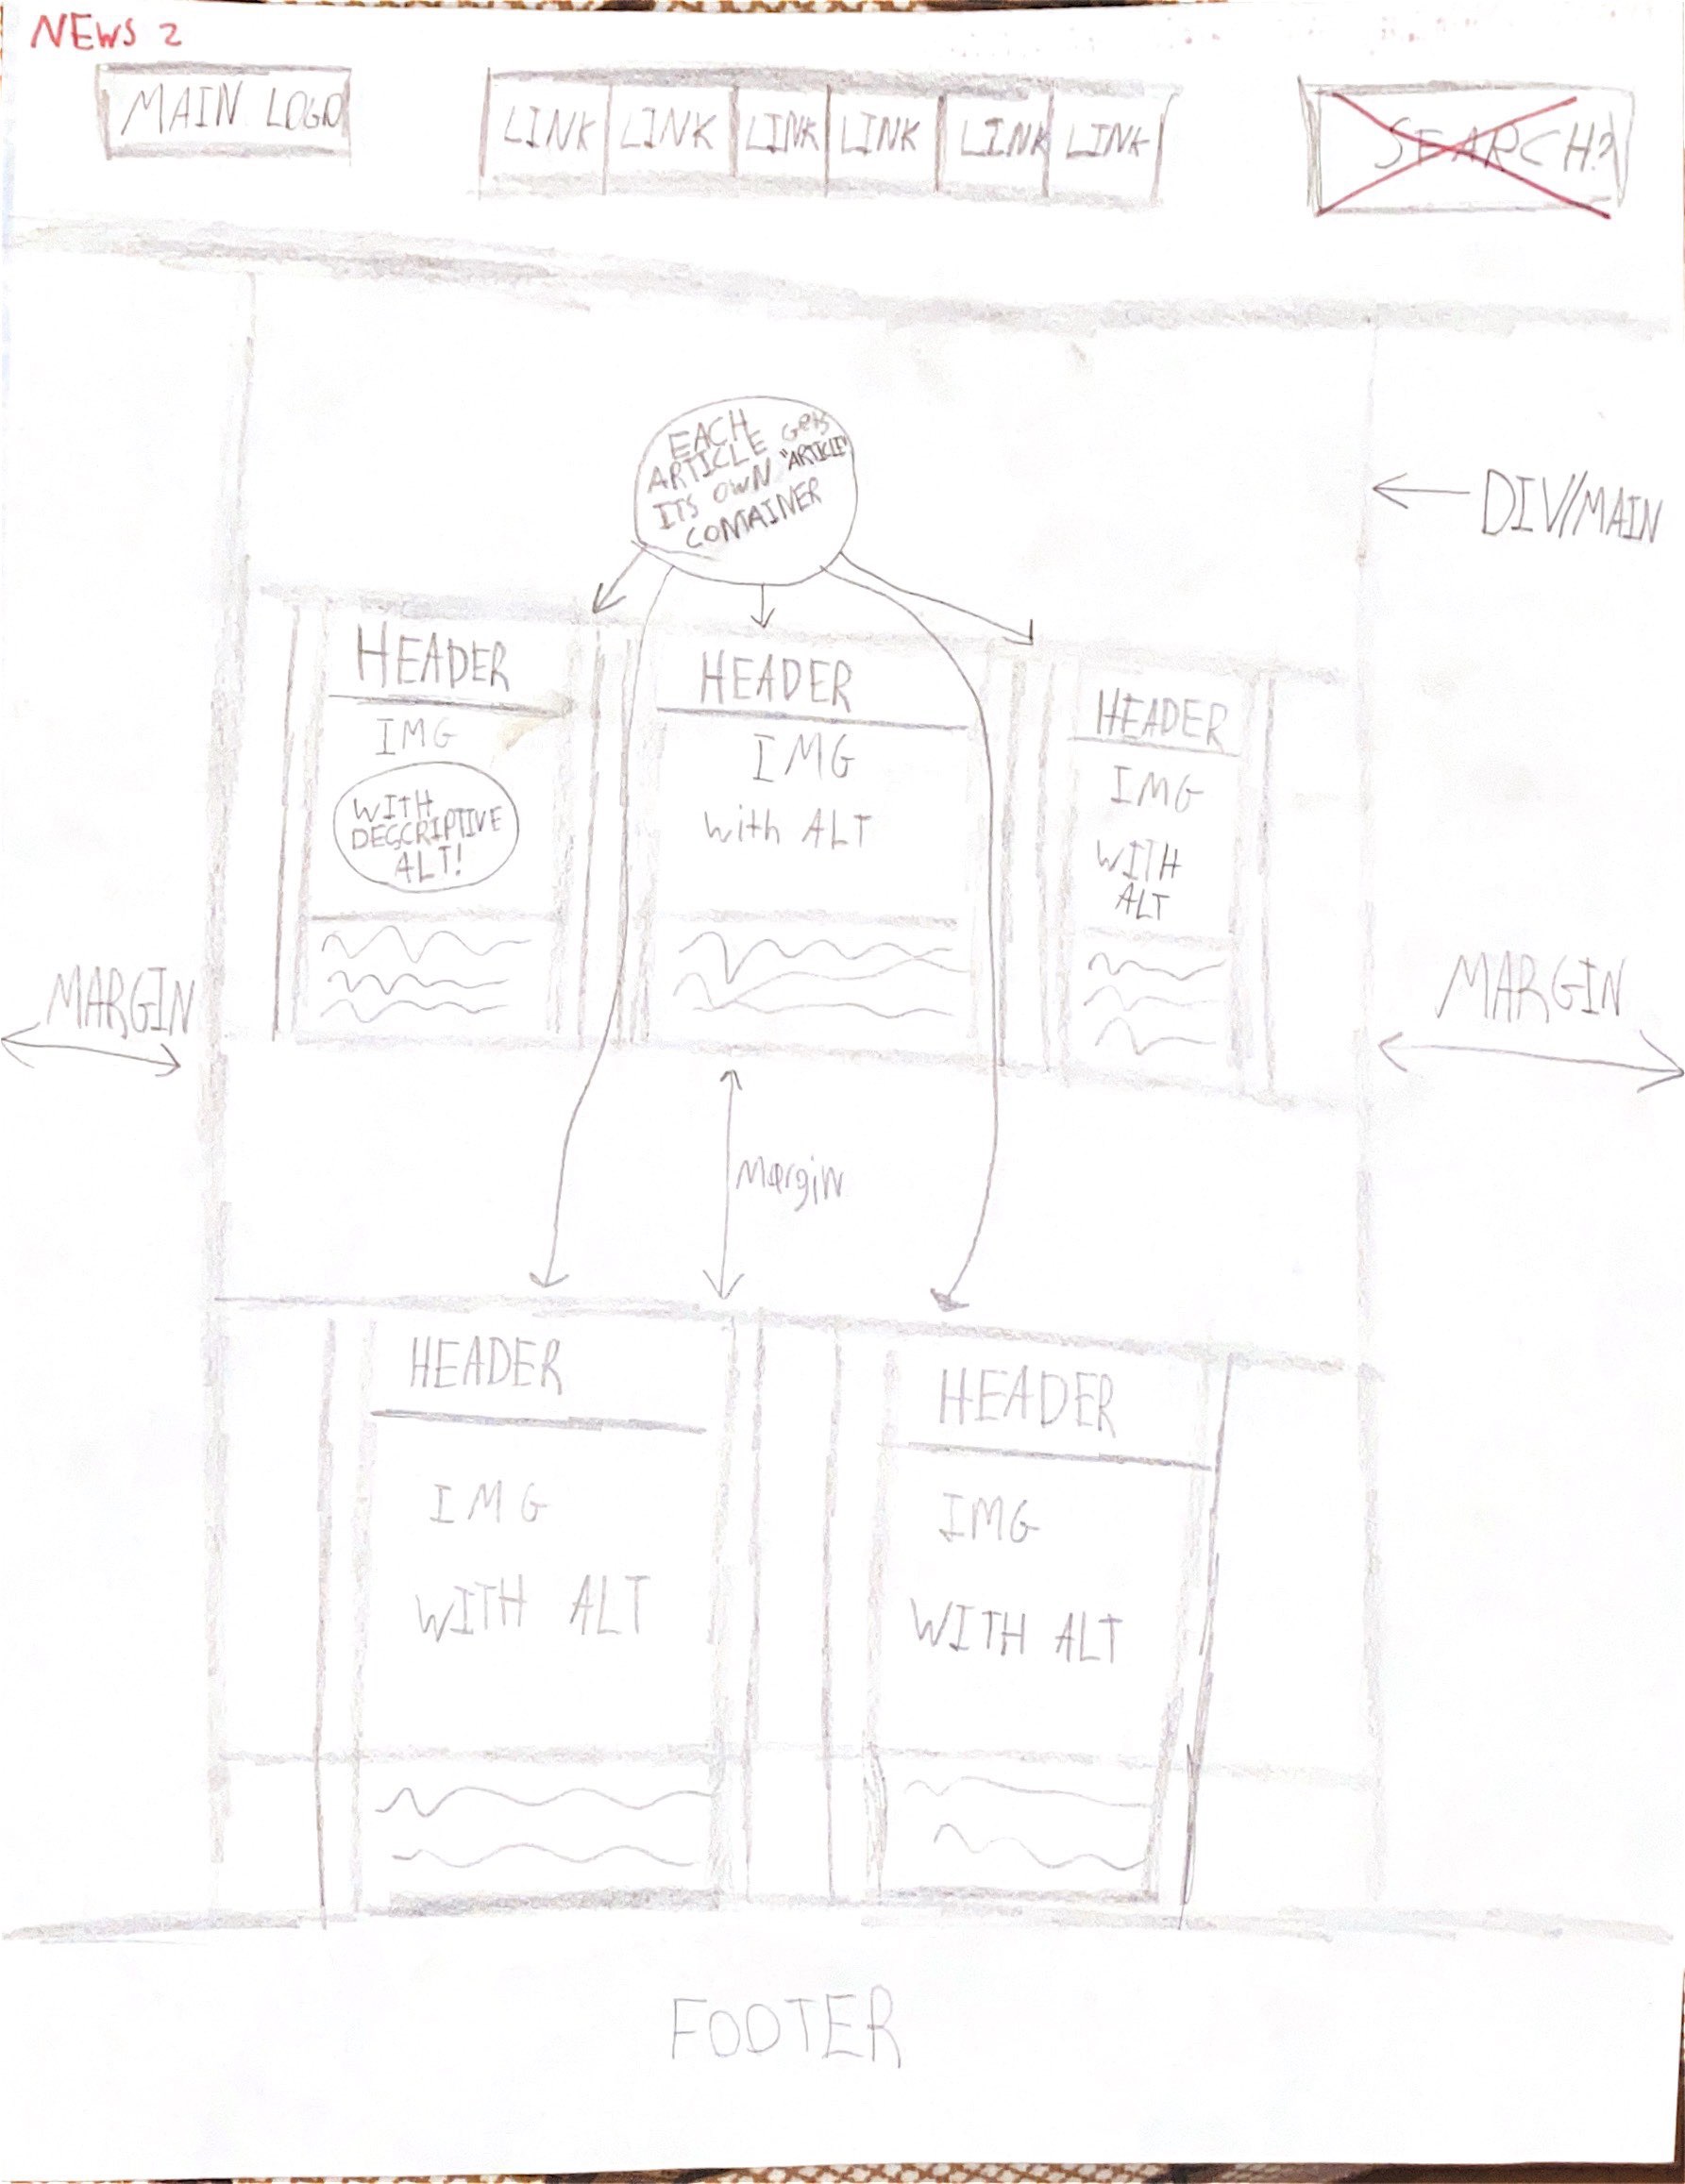 NEWS 2
MAIN LOGO
LINK LINK LINK LINK LINK LINK
SEARCH?
EACH
ARTICLE Gets
ITS OWN "ARTICLE"
CONTAINER
DIV/MAIN
HEADER
IMG
WITH
DESCRIPTIVE
ALT!
HEADER
IMG
with ALT
HEADER
IMG
WITH
ALT
MARGIN
MARGIN
Margin
HEADER
IMG
WITH ALT
HEADER
IMG
WITH ALT
FOOTER